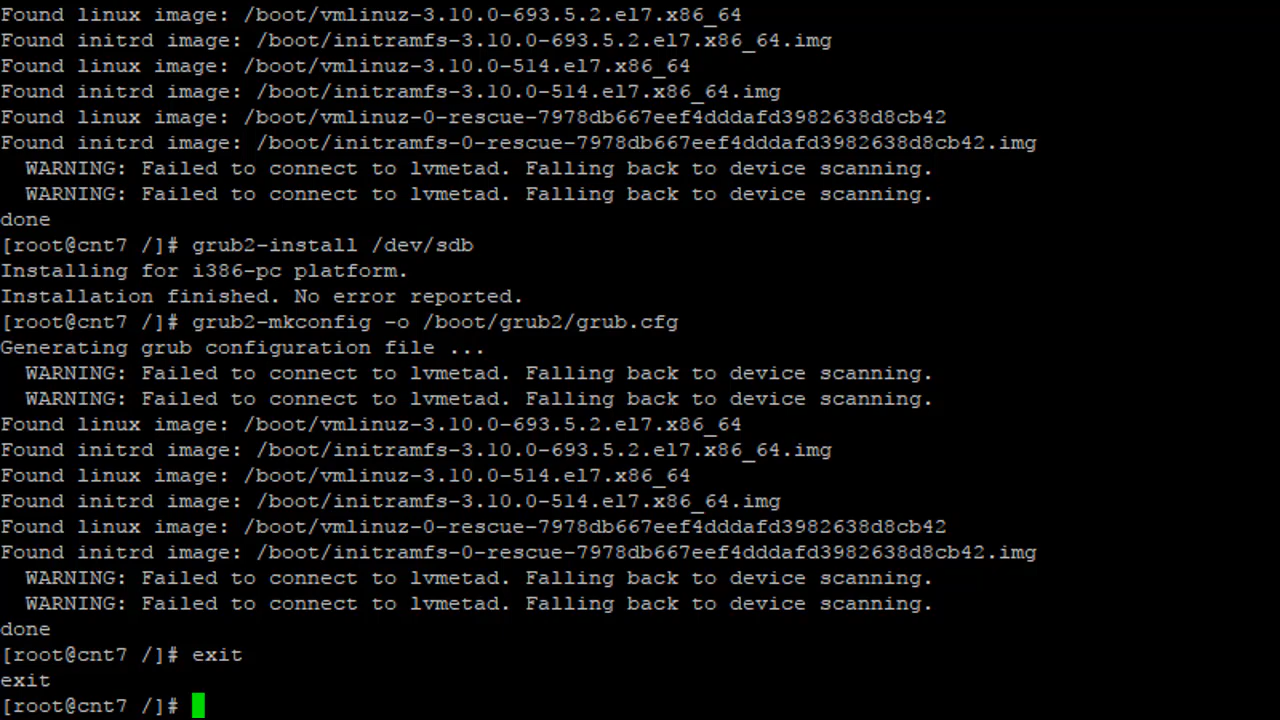 Found linux image: /boot/vmlinuz-3.10.0-693.5.2.el7.x86_64
Found initrd image: /boot/initramfs-3.10.0-693.5.2.el7.x86_64.img
Found linux image: /boot/vmlinuz-3.10.0-514.el7.x86_64
Found initrd image: /boot/initramfs-3.10.0-514.el7.x86_64.img
Found linux image: /boot/vmlinuz-0-rescue-7978db667eef4dddafd3982638d8cb42
Found initrd image: /boot/initramfs-0-rescue-7978db667eef4dddafd3982638d8cb42.img
  WARNING: Failed to connect to lvmetad. Falling back to device scanning.
  WARNING: Failed to connect to lvmetad. Falling back to device scanning.
done
[root@cnt7 /]# grub2-install /dev/sdb
Installing for i386-pc platform.
Installation finished. No error reported.
[root@cnt7 /]# grub2-mkconfig -o /boot/grub2/grub.cfg
Generating grub configuration file ...
  WARNING: Failed to connect to lvmetad. Falling back to device scanning.
  WARNING: Failed to connect to lvmetad. Falling back to device scanning.
Found linux image: /boot/vmlinuz-3.10.0-693.5.2.el7.x86_64
Found initrd image: /boot/initramfs-3.10.0-693.5.2.el7.x86_64.img
Found linux image: /boot/vmlinuz-3.10.0-514.el7.x86_64
Found initrd image: /boot/initramfs-3.10.0-514.el7.x86_64.img
Found linux image: /boot/vmlinuz-0-rescue-7978db667eef4dddafd3982638d8cb42
Found initrd image: /boot/initramfs-0-rescue-7978db667eef4dddafd3982638d8cb42.img
  WARNING: Failed to connect to lvmetad. Falling back to device scanning.
  WARNING: Failed to connect to lvmetad. Falling back to device scanning.
done
[root@cnt7 /]# exit
exit
[root@cnt7 /]#